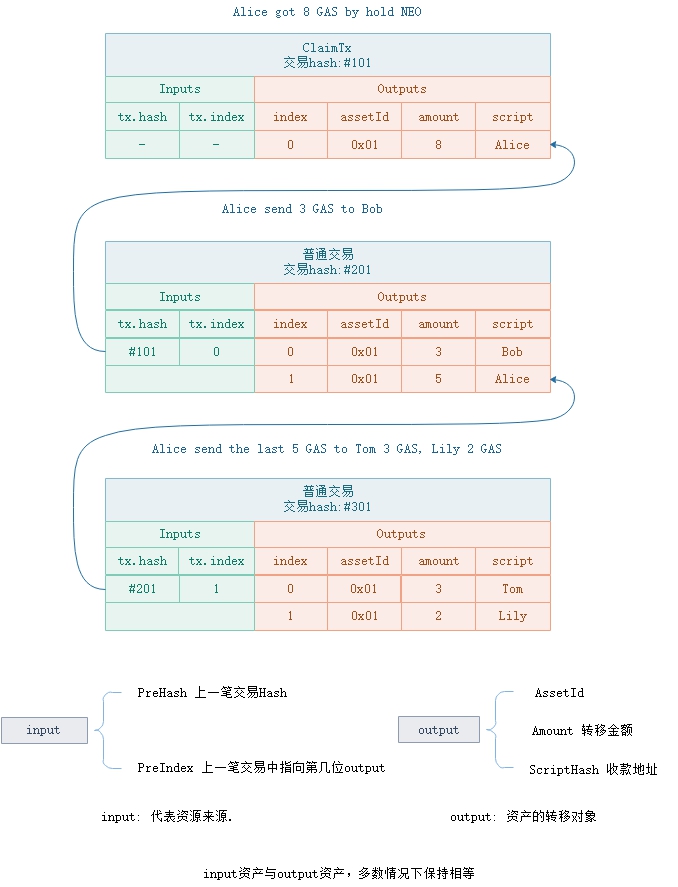 Alice got 8 GAS by hold NEO
ClaimTx
交易hash:#101
Inputs Outputs
tx.hash tx.index index assetId amount script
- - 0 0x01 8 Alice
Alice send 3 GAS to Bob
普通交易
交易hash:#201
Inputs Outputs
tx.hash tx.index index assetId amount script
#101 0 0 0x01 3 Bob
1 0x01 5 Alice
Alice send the last 5 GAS to Tom 3 GAS, Lily 2 GAS
普通交易
交易hash:#301
Inputs Outputs
tx.hash tx.index index assetId amount script
#201 1 0 0x01 3 Tom
1 0x01 2 Lily
PreHash 上一笔交易Hash
input
PreIndex 上一笔交易中指向第几位output
AssetId
output
Amount 转移金额
ScriptHash 收款地址
input: 代表资源来源.
output: 资产的转移对象
input资产与output资产，多数情况下保持相等